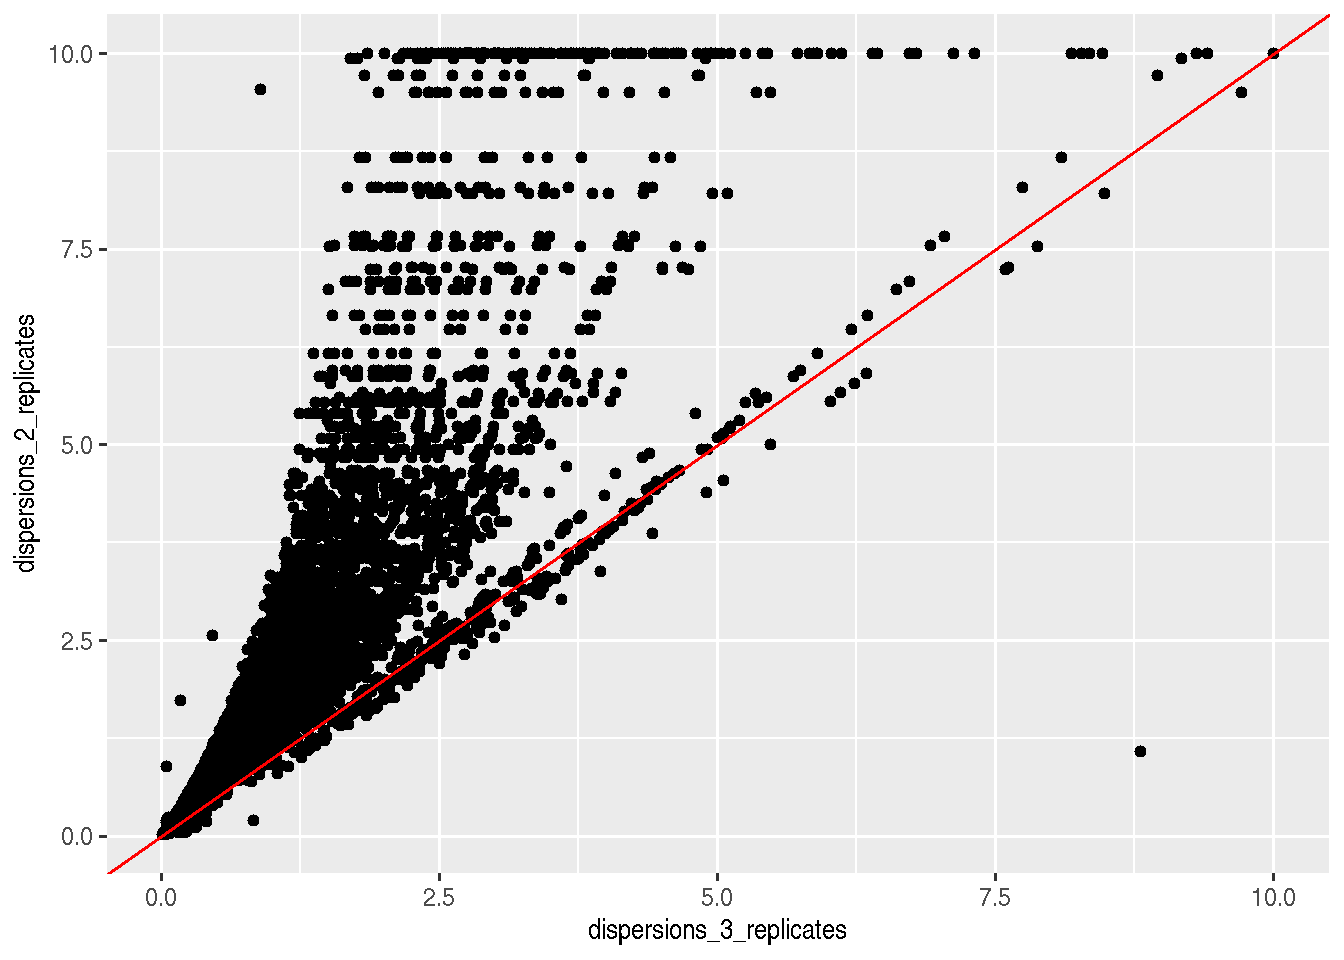 10.0
7.5
5.0
2.5
0.0
dispersions_2_replicates
0.0 2.5 5.0 7.5 10.0
dispersions_3_replicates